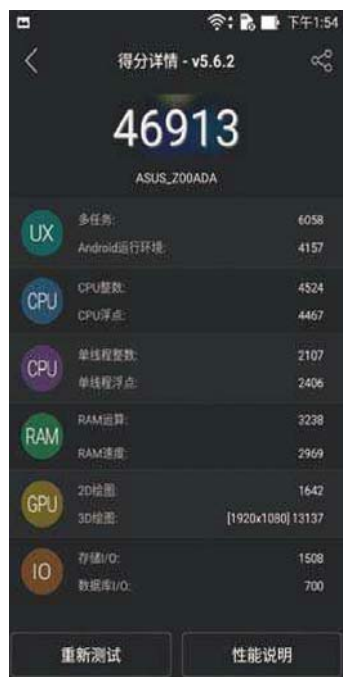 下午1:54
得分详情 - v5.6.2
46913
ASUS_Z00ADA
UX
多任务: 6058
Android运行环境: 4157
CPU
CPU整数: 4524
CPU浮点: 4467
CPU
单线程整数: 2107
单线程浮点: 2406
RAM
RAM运算: 3238
RAM速度: 2969
GPU
2D绘图: 1642
3D绘图: [1920x1080] 13137
IO
存储I/O: 1508
数据库I/O: 700
重新测试 性能说明